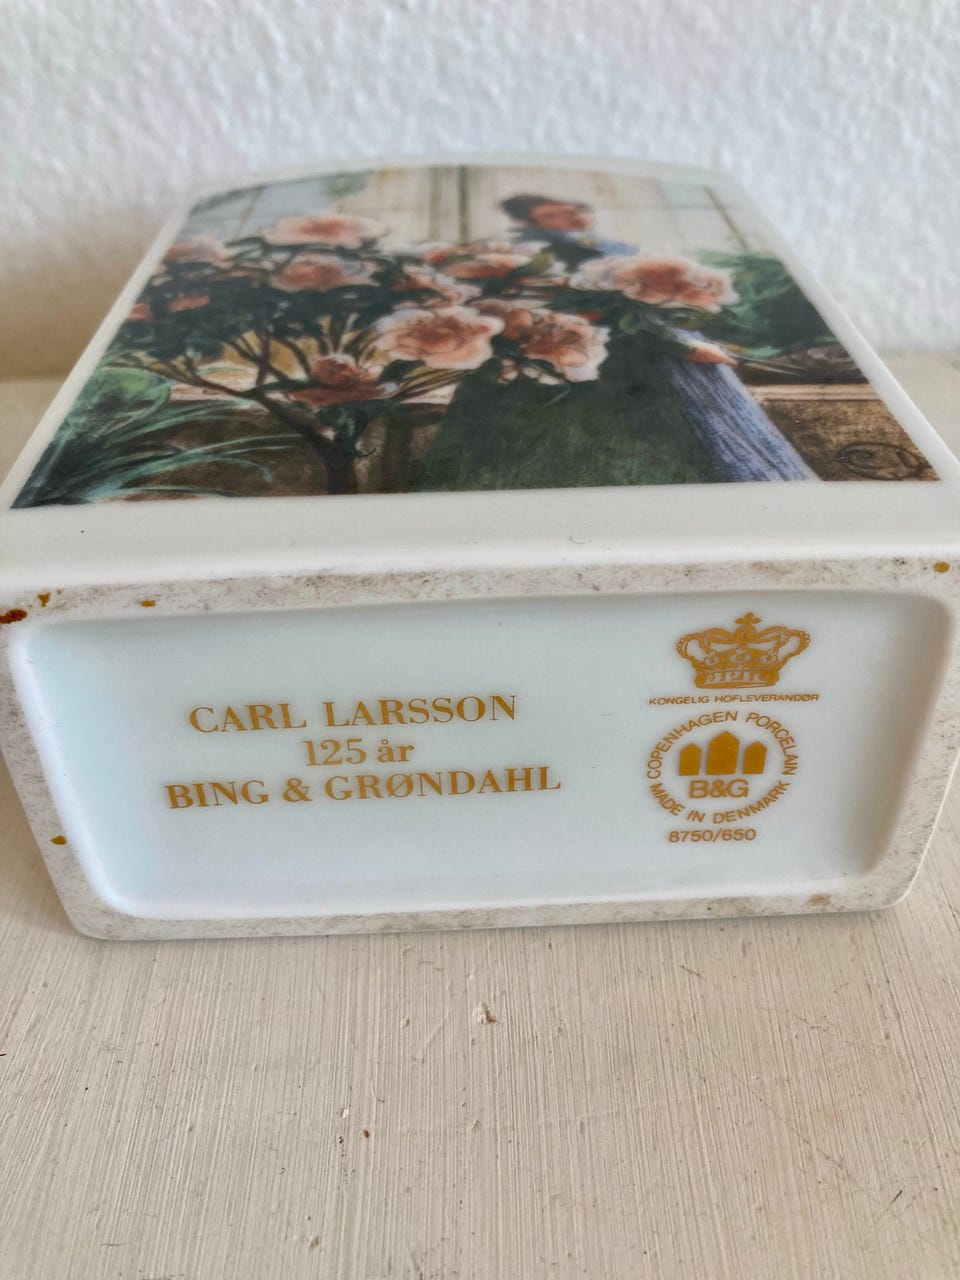 CARL LARSSON
125 år
BING & GRØNDAHL
KONGELIG HOFLEVERANDØR
COPENHAGEN PORCELAIN
B&G
MADE IN DENMARK
8750/650